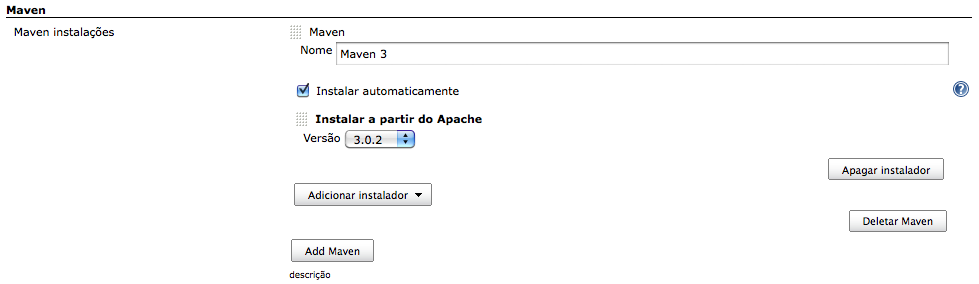 Maven
Maven instalações
Maven
Nome Maven 3
Instalar automaticamente
?
Instalar a partir do Apache
Versão 3.0.2
Apagar instalador
Adicionar instalador
Deletar Maven
Add Maven
descrição